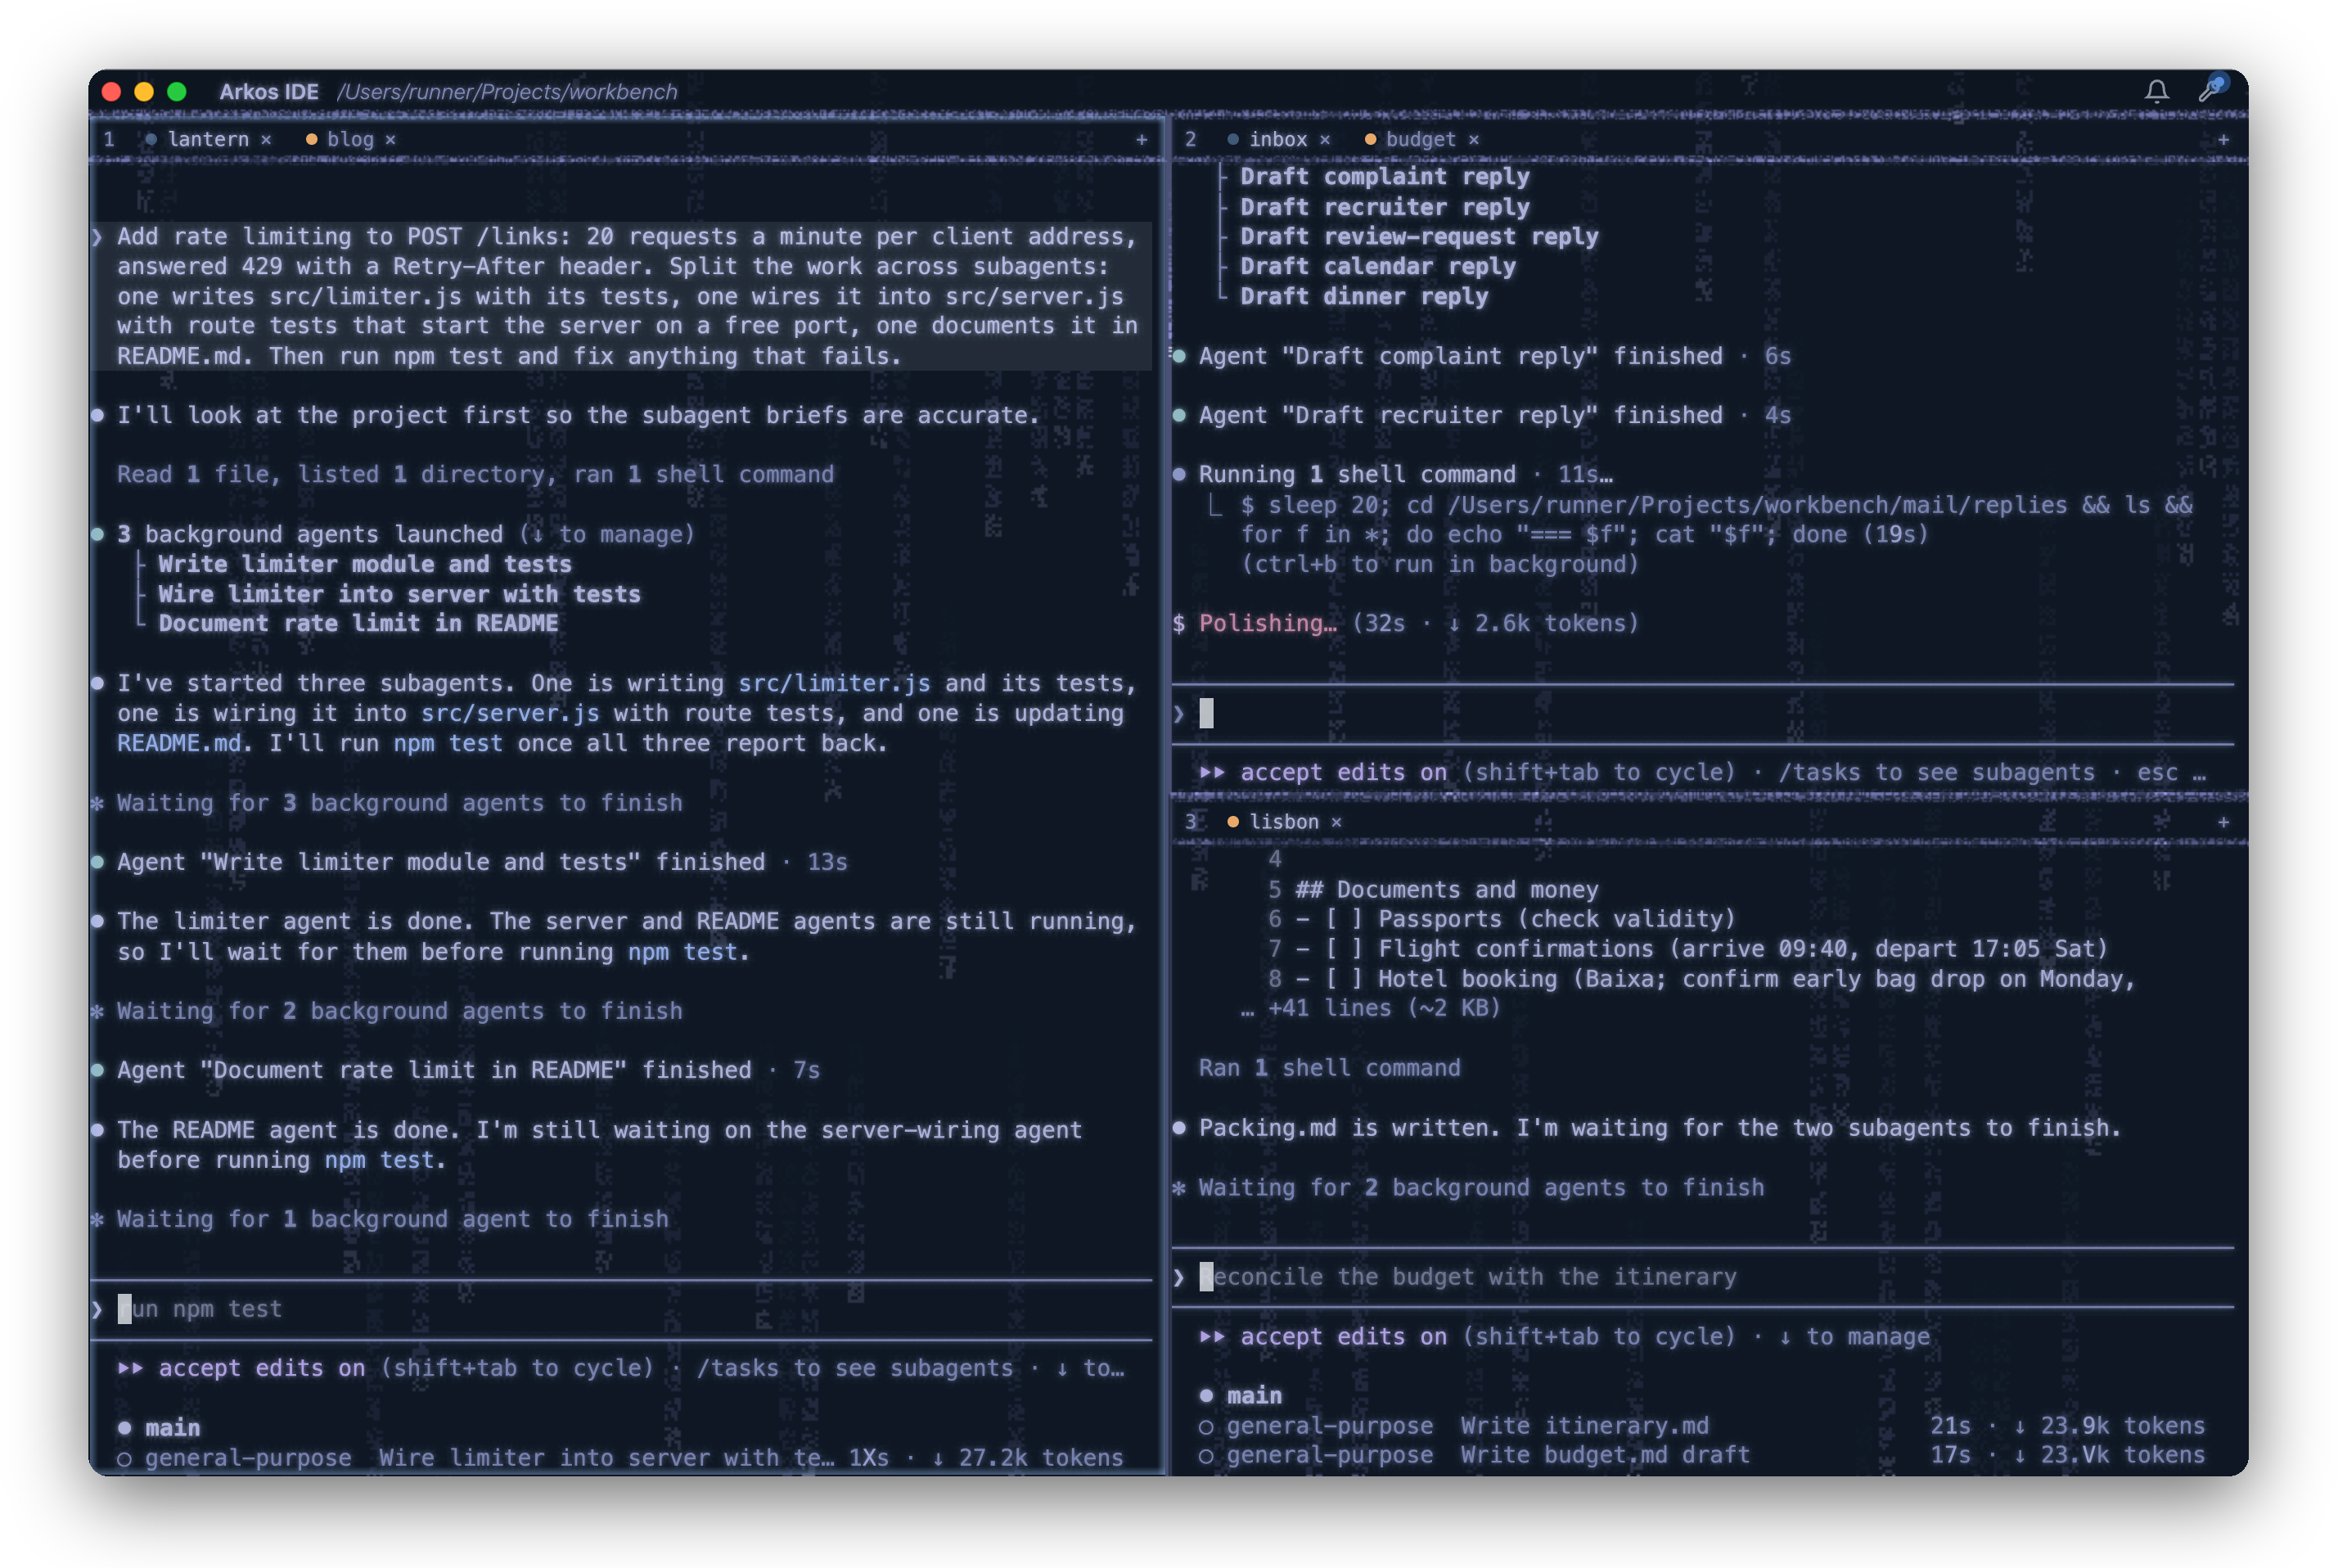 Arkos IDE /Users/runner/Projects/workbench
1 lantern × blog × +
❯ Add rate limiting to POST /links: 20 requests a minute per client address,
answered 429 with a Retry-After header. Split the work across subagents:
one writes src/limiter.js with its tests, one wires it into src/server.js
with route tests that start the server on a free port, one documents it in
README.md. Then run npm test and fix anything that fails.
● I'll look at the project first so the subagent briefs are accurate.
Read 1 file, listed 1 directory, ran 1 shell command
● 3 background agents launched (↓ to manage)
├ Write limiter module and tests
├ Wire limiter into server with tests
└ Document rate limit in README
● I've started three subagents. One is writing src/limiter.js and its tests,
one is wiring it into src/server.js with route tests, and one is updating
README.md. I'll run npm test once all three report back.
✻ Waiting for 3 background agents to finish
● Agent "Write limiter module and tests" finished · 13s
● The limiter agent is done. The server and README agents are still running,
so I'll wait for them before running npm test.
✻ Waiting for 2 background agents to finish
● Agent "Document rate limit in README" finished · 7s
● The README agent is done. I'm still waiting on the server-wiring agent
before running npm test.
✻ Waiting for 1 background agent to finish
❯ run npm test
▸▸ accept edits on (shift+tab to cycle) · /tasks to see subagents · ↓ to…
● main
○ general-purpose Wire limiter into server with te… 1Xs · ↓ 27.2k tokens
2 inbox × budget × +
├ Draft complaint reply
├ Draft recruiter reply
├ Draft review-request reply
├ Draft calendar reply
└ Draft dinner reply
● Agent "Draft complaint reply" finished · 6s
● Agent "Draft recruiter reply" finished · 4s
● Running 1 shell command · 11s…
⎿ $ sleep 20; cd /Users/runner/Projects/workbench/mail/replies && ls &&
for f in *; do echo "=== $f"; cat "$f"; done (19s)
(ctrl+b to run in background)
$ Polishing… (32s · ↓ 2.6k tokens)
❯
▸▸ accept edits on (shift+tab to cycle) · /tasks to see subagents · esc …
3 lisbon × +
4
5 ## Documents and money
6 - [ ] Passports (check validity)
7 - [ ] Flight confirmations (arrive 09:40, depart 17:05 Sat)
8 - [ ] Hotel booking (Baixa; confirm early bag drop on Monday,
… +41 lines (~2 KB)
Ran 1 shell command
● Packing.md is written. I'm waiting for the two subagents to finish.
✻ Waiting for 2 background agents to finish
❯ Reconcile the budget with the itinerary
▸▸ accept edits on (shift+tab to cycle) · ↓ to manage
● main
○ general-purpose Write itinerary.md 21s · ↓ 23.9k tokens
○ general-purpose Write budget.md draft 17s · ↓ 23.Vk tokens